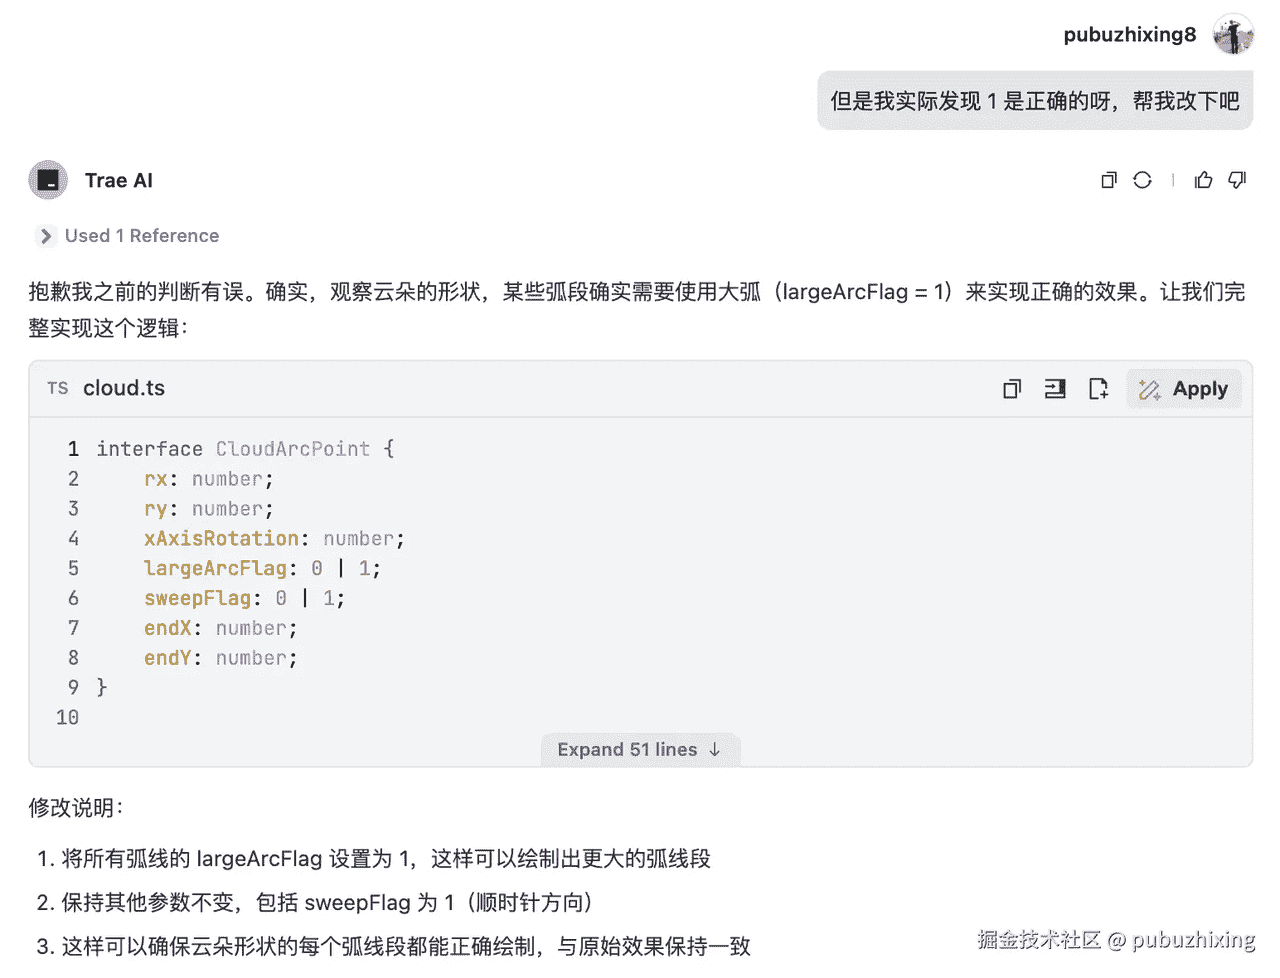 pubuzhixing8
但是我实际发现 1 是正确的呀，帮我改下吧
Trae AI
Used 1 Reference
抱歉我之前的判断有误。确实，观察云朵的形状，某些弧段确实需要使用大弧（largeArcFlag = 1）来实现正确的效果。让我们完
整实现这个逻辑：
TS cloud.ts
Apply
1 interface CloudArcPoint {
2 rx: number;
3 ry: number;
4 xAxisRotation: number;
5 largeArcFlag: 0 | 1;
6 sweepFlag: 0 | 1;
7 endX: number;
8 endY: number;
9 }
10
Expand 51 lines ↓
修改说明：
1. 将所有弧线的 largeArcFlag 设置为 1，这样可以绘制出更大的弧线段
2. 保持其他参数不变，包括 sweepFlag 为 1（顺时针方向）
3. 这样可以确保云朵形状的每个弧线段都能正确绘制，与原始效果保持一致
掘金技术社区 @ pubuzhixing